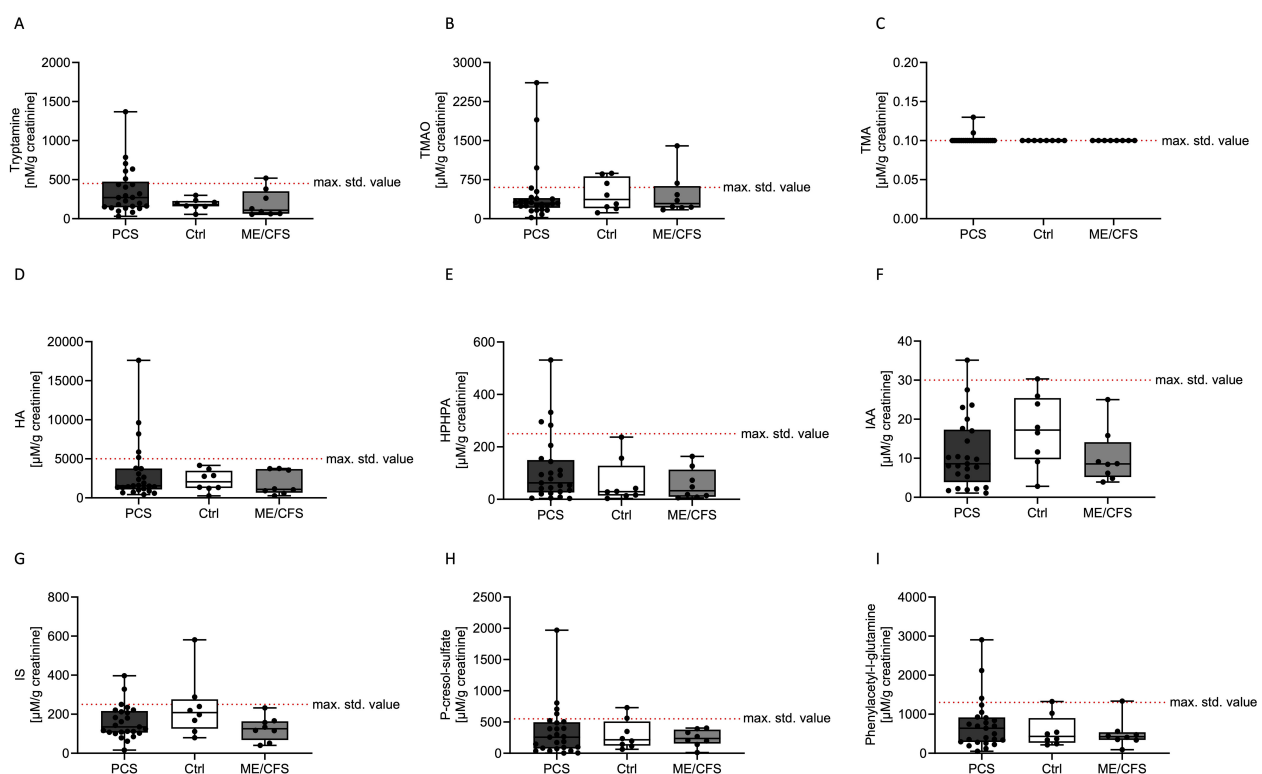 A
Tryptamine
[nM/g creatinine]
2000
1500
1000
500
0
max. std. value
PCS Ctrl ME/CFS
B
TMAO
[µM/g creatinine]
3000
2250
1500
750
0
max. std. value
PCS Ctrl ME/CFS
C
TMA
[µM/g creatinine]
0.20
0.15
0.10
0.05
0.00
max. std. value
PCS Ctrl ME/CFS
D
HA
[µM/g creatinine]
20000
15000
10000
5000
0
max. std. value
PCS Ctrl ME/CFS
E
HPHPA
[µM/g creatinine]
600
400
200
0
max. std. value
PCS Ctrl ME/CFS
F
IAA
[µM/g creatinine]
40
30
20
10
0
max. std. value
PCS Ctrl ME/CFS
G
IS
[µM/g creatinine]
800
600
400
200
0
max. std. value
PCS Ctrl ME/CFS
H
P-cresol-sulfate
[µM/g creatinine]
2500
2000
1500
1000
500
0
max. std. value
PCS Ctrl ME/CFS
I
Phenylacetyl-l-glutamine
[µM/g creatinine]
4000
3000
2000
1000
0
max. std. value
PCS Ctrl ME/CFS